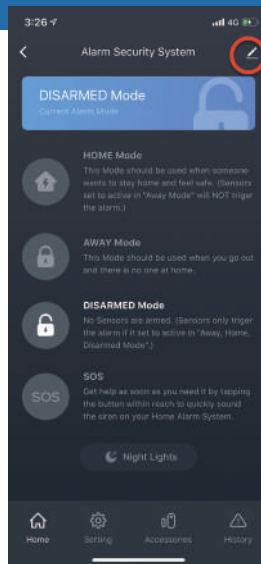 3:26
4G
Alarm Security System
DISARMED Mode
Current Alarm Mode
HOME Mode
This Mode should be used when someone
wants to stay home and feel safe. (Sensors
set to active in "Away Mode" will NOT triger
the alarm.)
AWAY Mode
This Mode should be used when you go out
and there is no one at home.
DISARMED Mode
No Sensors are armed. (Sensors only triger
the alarm if it set to active in "Away, Home,
Disarmed Mode".)
SOS
SOS
Get help as soon as you need it by tapping
the button within reach to quickly sound
the siren on your Home Alarm System.
Night Lights
Home
Setting
Accessories
History